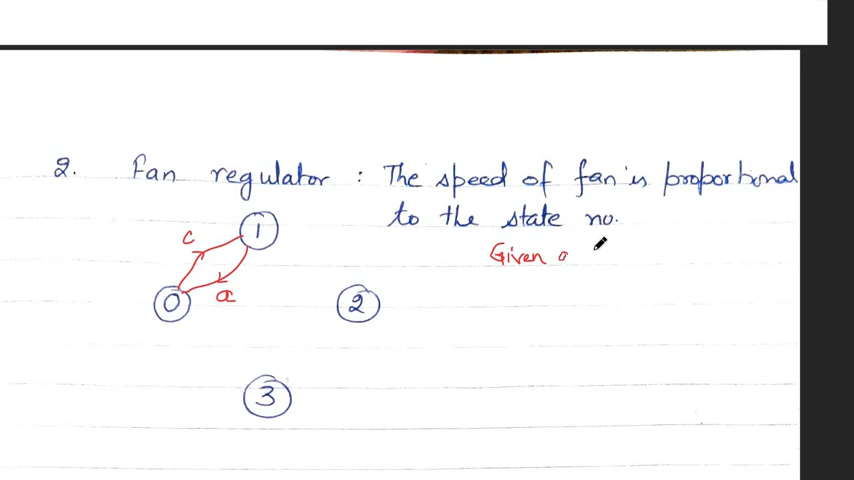 2. Fan regulator : The speed of fan is proportional
to the state no.
Given a
c
1
0
a
2
3